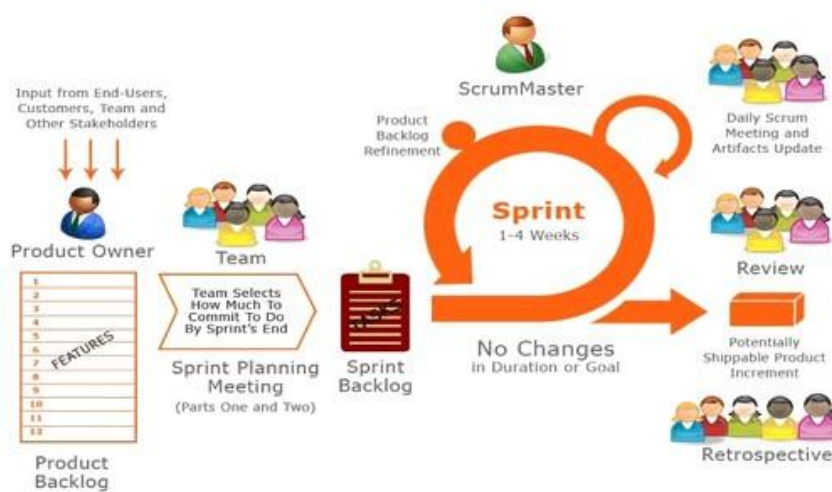 Input from End-Users,
Customers, Team and
Other Stakeholders
Product Owner
1
2
3
4
5
6
7
8
9
10
11
12
FEATURES
Product
Backlog
Team
Team Selects
How Much To
Commit To Do
By Sprint's End
Sprint Planning
Meeting
(Parts One and Two)
TASKS
Sprint
Backlog
ScrumMaster
Product
Backlog
Refinement
Sprint
1-4 Weeks
No Changes
in Duration or Goal
Daily Scrum
Meeting and
Artifacts Update
Review
Potentially
Shippable Product
Increment
Retrospective